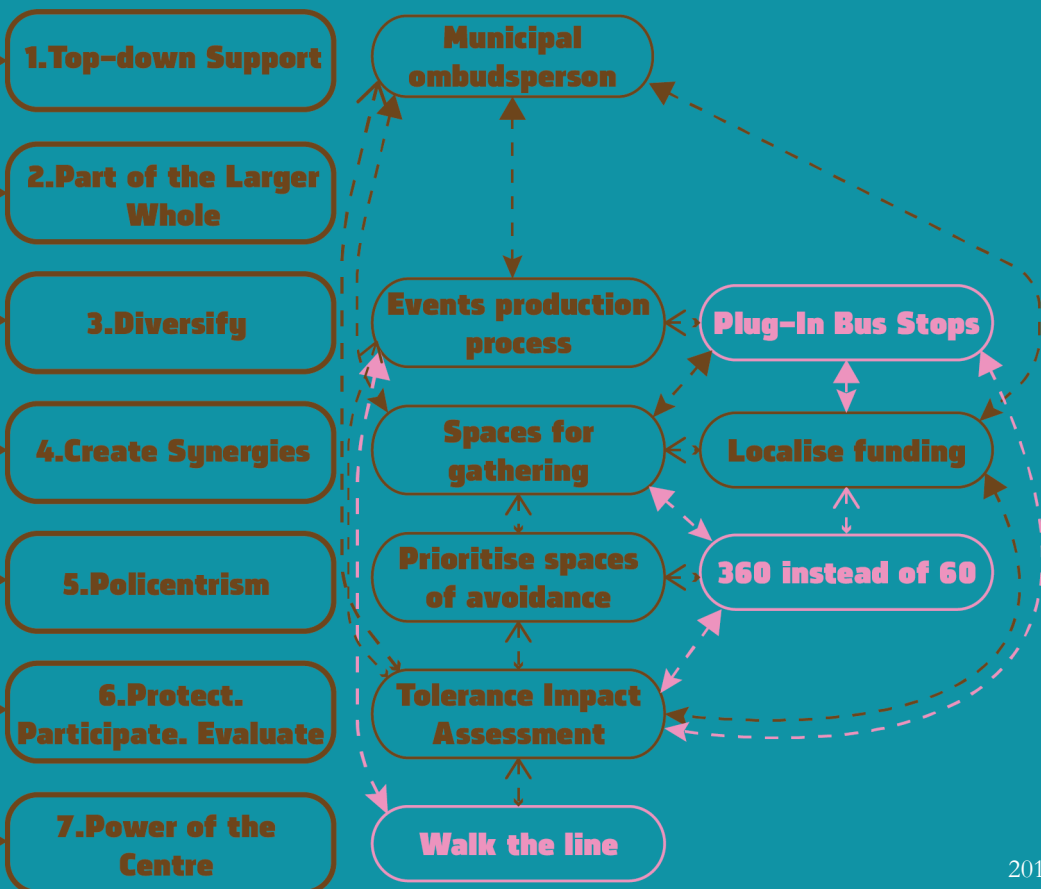 1.Top-down Support
2.Part of the Larger
Whole
3.Diversify
4.Create Synergies
5.Policentrism
6.Protect.
Participate. Evaluate
7.Power of the
Centre
Municipal
ombudsperson
Events production
process
Spaces for
gathering
Prioritise spaces
of avoidance
Tolerance Impact
Assessment
Walk the line
Plug-In Bus Stops
Localise funding
360 instead of 60
201